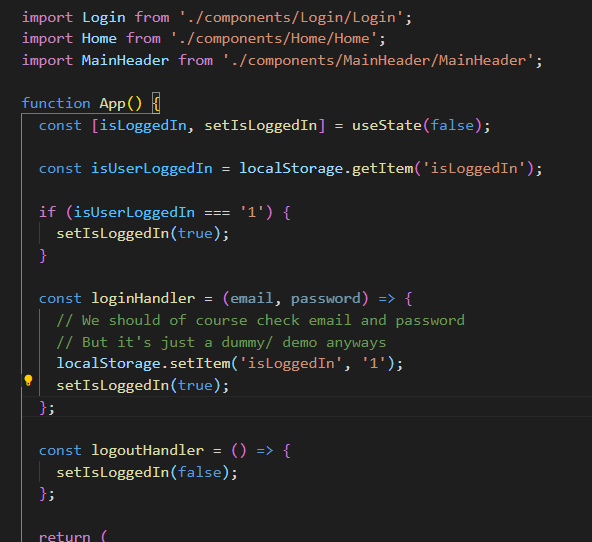 import Login from './components/Login/Login';
import Home from './components/Home/Home';
import MainHeader from './components/MainHeader/MainHeader';
function App() {
const [isLoggedIn, setIsLoggedIn] = useState(false);
const isUserLoggedIn = localStorage.getItem('isLoggedIn');
if (isUserLoggedIn === '1') {
setIsLoggedIn(true);
}
const loginHandler = (email, password) => {
// We should of course check email and password
// But it's just a dummy/ demo anyways
localStorage.setItem('isLoggedIn', '1');
setIsLoggedIn(true);
};
const logoutHandler = () => {
setIsLoggedIn(false);
};
return (